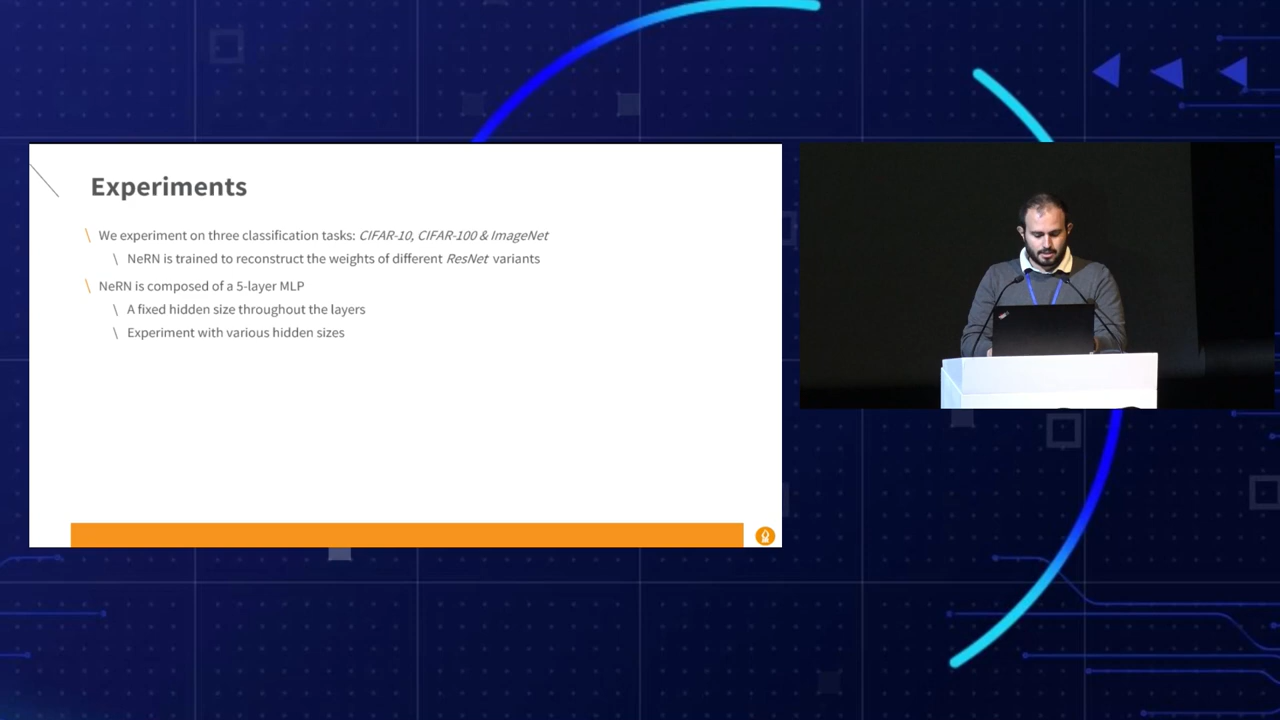 Experiments
\ We experiment on three classification tasks: CIFAR-10, CIFAR-100 & ImageNet
\ NeRN is trained to reconstruct the weights of different ResNet variants
\ NeRN is composed of a 5-layer MLP
\ A fixed hidden size throughout the layers
\ Experiment with various hidden sizes